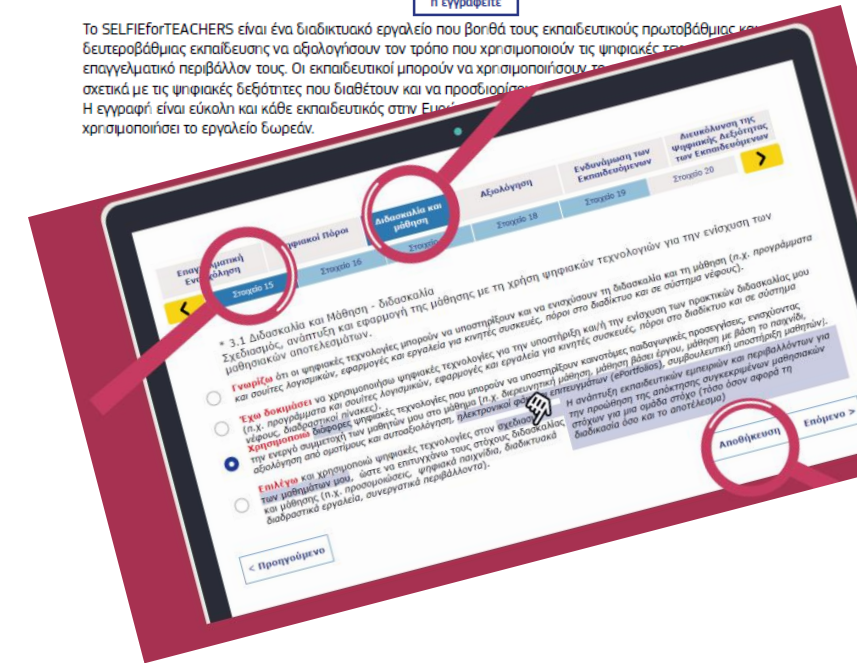 ή εγγραφείτε
Το SELFIEforTEACHERS είναι ένα διαδικτυακό εργαλείο που βοηθά τους εκπαιδευτικούς πρωτοβάθμιας και
δευτεροβάθμιας εκπαίδευσης να αξιολογήσουν τον τρόπο που χρησιμοποιούν τις ψηφιακές
επαγγελματικό περιβάλλον τους. Οι εκπαιδευτικοί μπορούν να χρησιμοποιήσουν
σχετικά με τις ψηφιακές δεξιότητες που διαθέτουν και να
Η εγγραφή είναι εύκολη και κάθε εκπαιδευτικός στην
χρησιμοποιήσει το εργαλείο δωρεάν.
Επαγγελματική
Ψηφιακοί Πόροι
Διδασκαλία και
μάθηση
Αξιολόγηση
Ενδυνάμωση των
Εκπαιδευόμενων
Διευκόλυνση της
Ψηφιακής Δεξιότητας
των Εκπαιδευόμενων
<
Στοιχείο 15
Στοιχείο 16
Στοιχείο
Στοιχείο 18
Στοιχείο 19
Στοιχείο 20
>
* 3.1 Διδασκαλία και Μάθηση - διδασκαλία
Σχεδιασμός, ανάπτυξη και εφαρμογή της μάθησης με τη χρήση ψηφιακών τεχνολογιών για την ενίσχυση των
μαθησιακών αποτελεσμάτων.
Γνωρίζω ότι οι ψηφιακές τεχνολογίες μπορούν να υποστηρίξουν και να ενισχύσουν τη διδασκαλία και τη μάθηση (π.χ. προγράμματα
και σουίτες λογισμικών, εφαρμογές και εργαλεία για κινητές συσκευές, πόροι στο διαδίκτυο και σε σύστημα νέφους).
Έχω δοκιμάσει να χρησιμοποιήσω ψηφιακές τεχνολογίες για την υποστήριξη και/ή την ενίσχυση των πρακτικών διδασκαλίας μου
(π.χ. προγράμματα και σουίτες λογισμικών, εφαρμογές και εργαλεία για κινητές συσκευές, πόροι στο διαδίκτυο και σε σύστημα
νέφους, διαδραστικοί πίνακες).
Χρησιμοποιώ διάφορες ψηφιακές τεχνολογίες που μπορούν να υποστηρίξουν καινοτόμες παιδαγωγικές προσεγγίσεις, ενισχύοντας
την ενεργό συμμετοχή των μαθητών μου στο μάθημα (π.χ. διερευνητική μάθηση, μάθηση βάσει έργου, μάθηση με βάση το παιχνίδι,
αξιολόγηση από ομοτίμους και αυτοαξιολόγηση, ηλεκτρονικοί επιτευγμάτων (ePortfolios), συμβουλευτική υποστήριξη μαθητών).
Επιλέγω και χρησιμοποιώ ψηφιακές τεχνολογίες στον
των μαθημάτων μου, ώστε να επιτυγχάνω τους στόχους διδασκαλίας
και μάθησης (π.χ. προσομοιώσεις, ψηφιακά παιχνίδια, διαδικτυακά
διαδραστικά εργαλεία, συνεργατικά περιβάλλοντα).
Η ανάπτυξη εκπαιδευτικών εμπειριών και περιβαλλόντων για
την προώθηση της απόκτησης συγκεκριμένων μαθησιακών
στόχων για μια ομάδα στόχο (τόσο όσον αφορά τη
διαδικασία όσο και το αποτέλεσμα)
Αποθήκευση
Επόμενο >
< Προηγούμενο